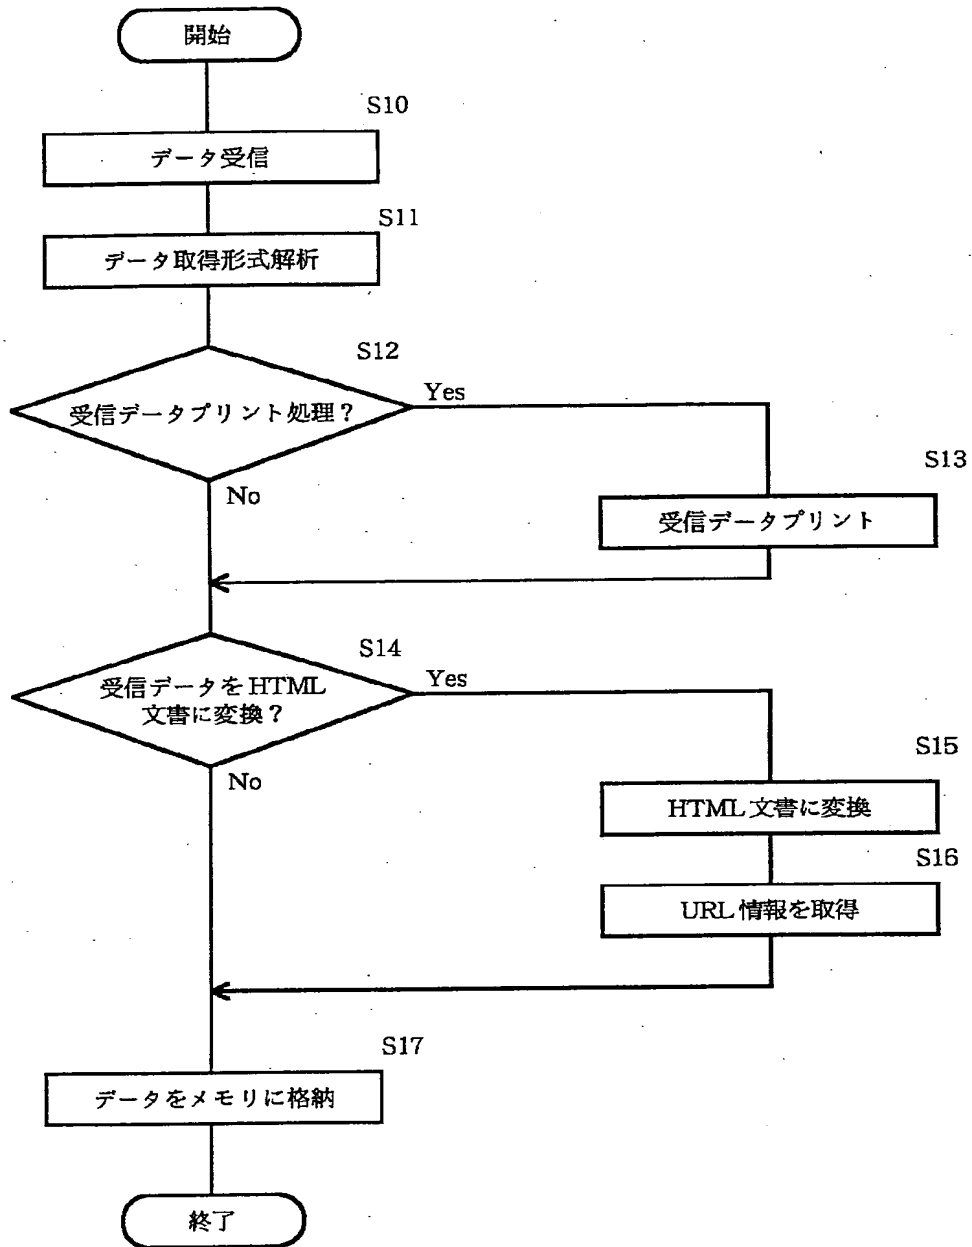 開始
S10
データ受信
S11
データ取得形式解析
S12
受信データプリント処理？
Yes
No
S13
受信データプリント
S14
受信データをHTML
文書に変換？
Yes
No
S15
HTML文書に変換
S16
URL情報を取得
S17
データをメモリに格納
終了